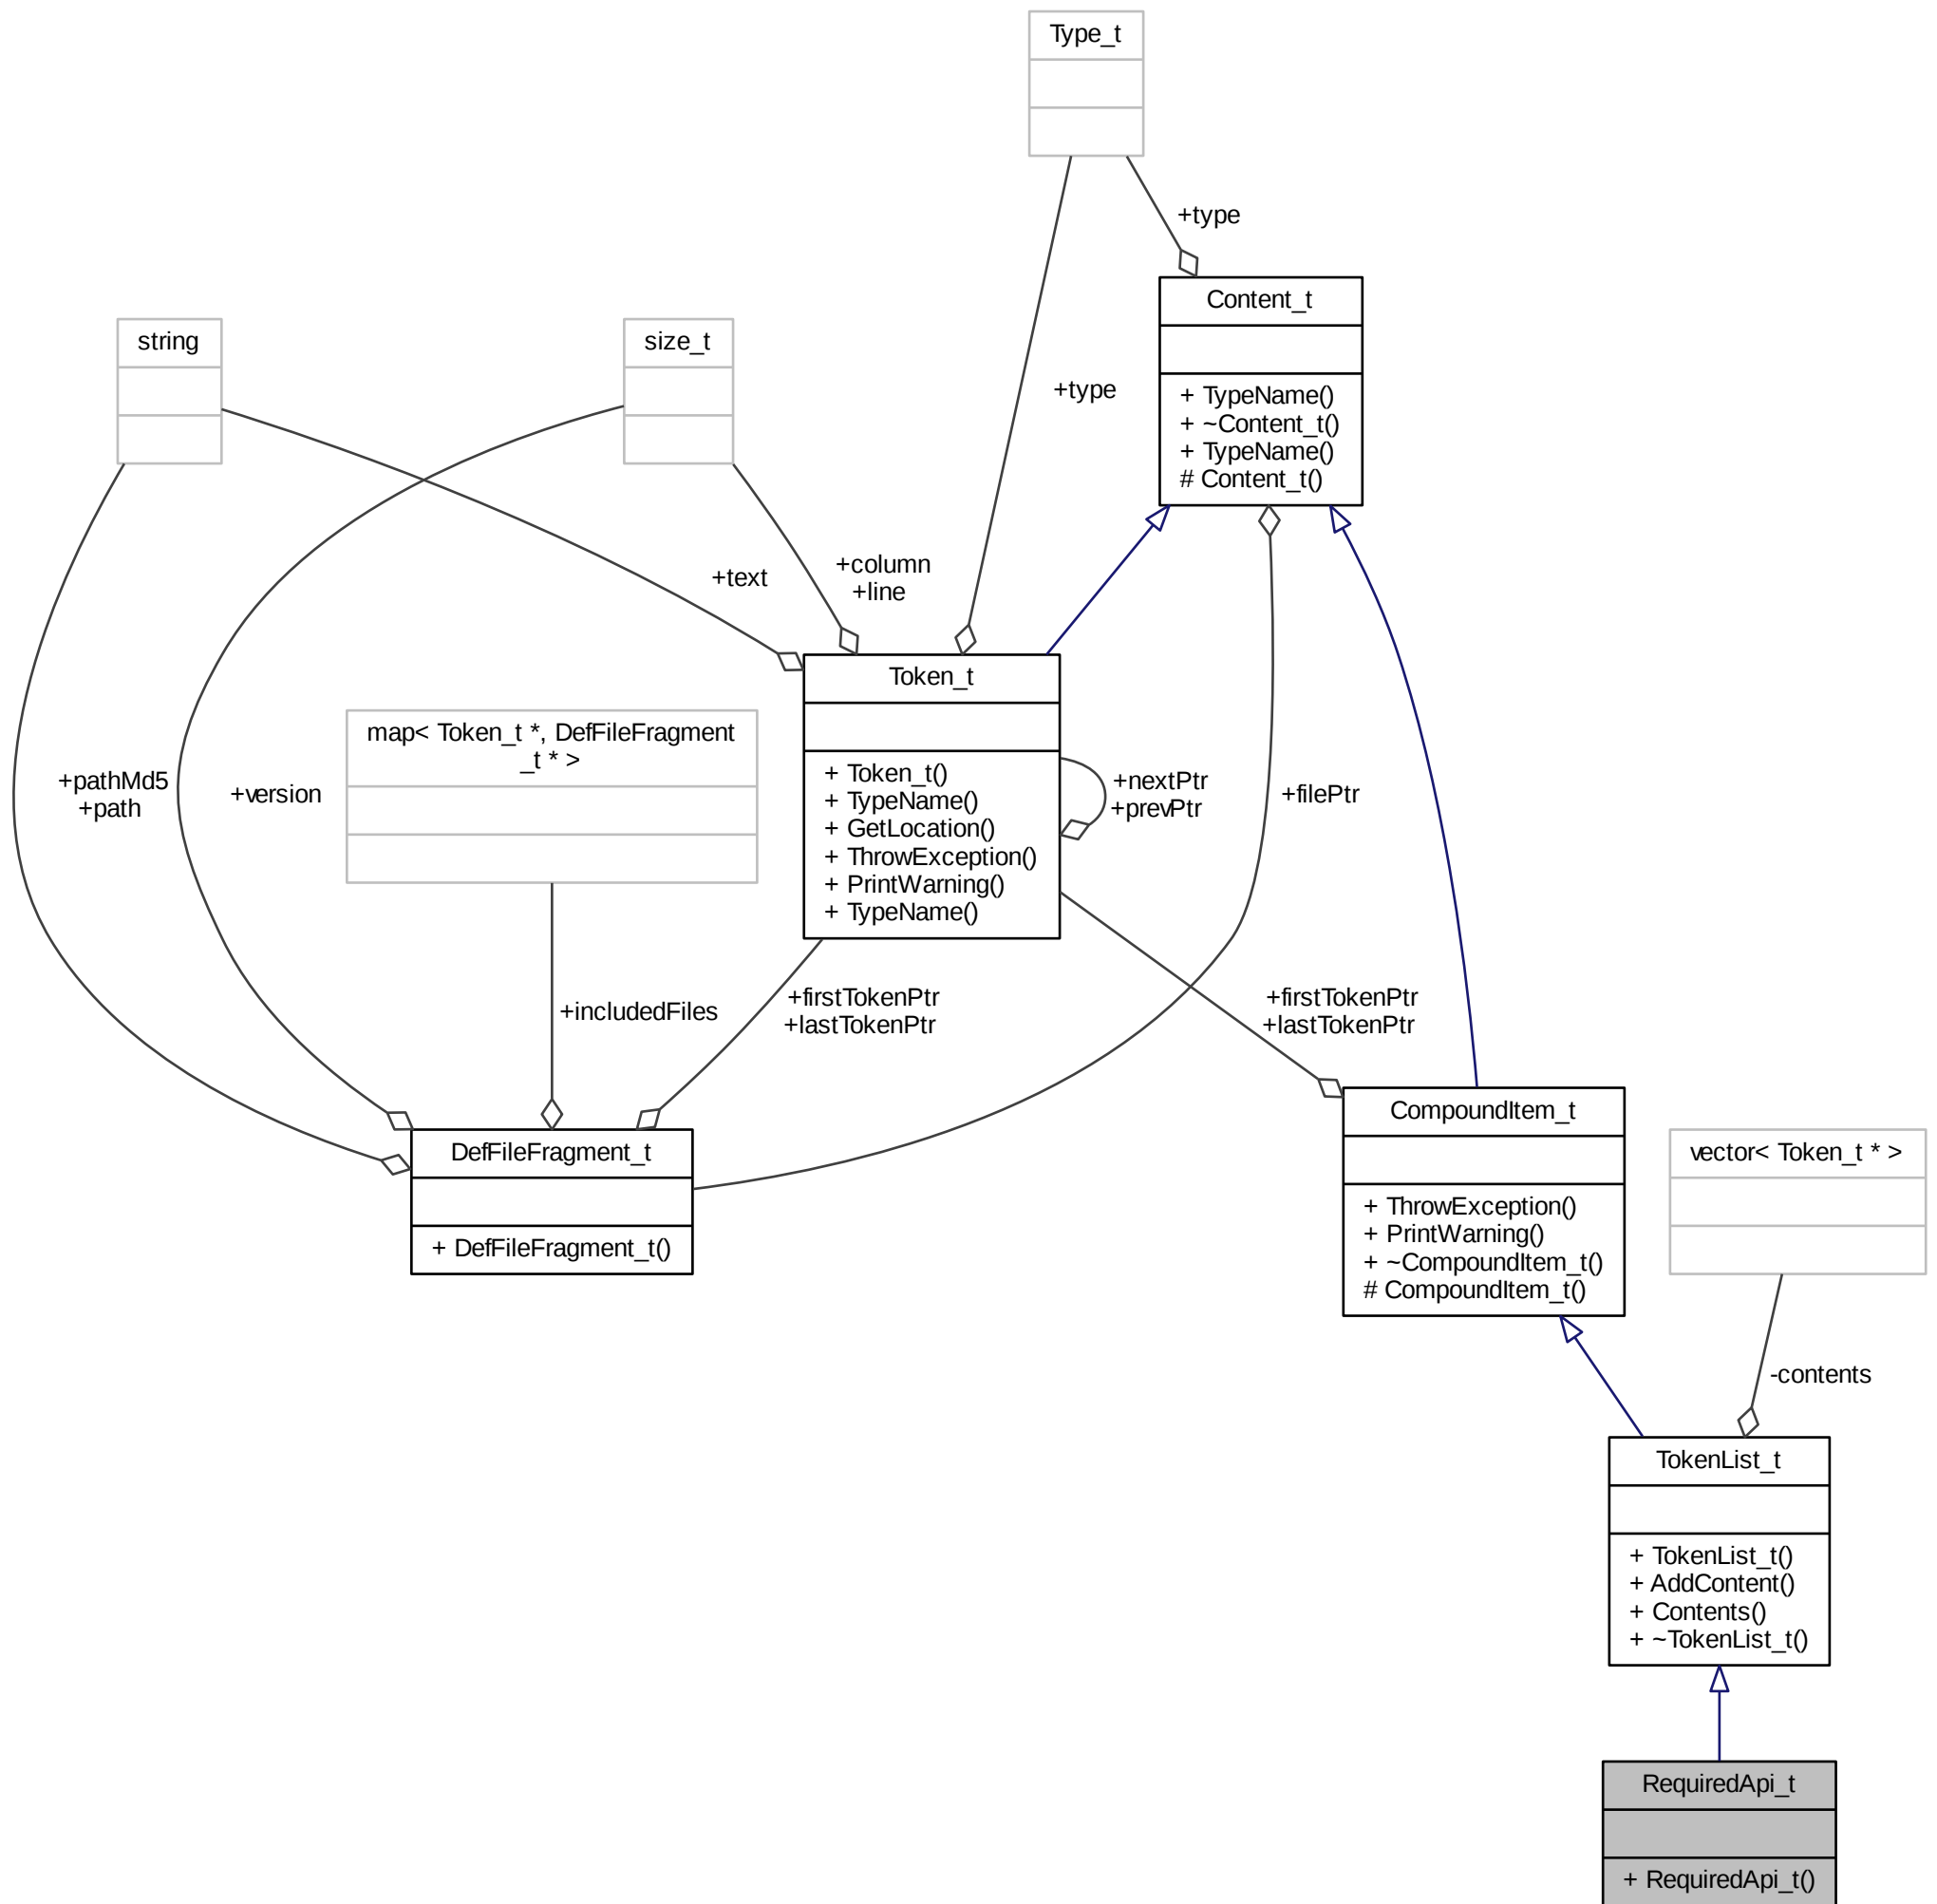 Type_t
+type
Content_t
+ TypeName()
+ ~Content_t()
+ TypeName()
# Content_t()
string
size_t
+type
+text
+column
+line
Token_t
+ Token_t()
+ TypeName()
+ GetLocation()
+ ThrowException()
+ PrintWarning()
+ TypeName()
map< Token_t *, DefFileFragment
_t * >
+pathMd5
+path
+version
+nextPtr
+prevPtr
+filePtr
+includedFiles
+firstTokenPtr
+lastTokenPtr
+firstTokenPtr
+lastTokenPtr
DefFileFragment_t
+ DefFileFragment_t()
CompoundItem_t
+ ThrowException()
+ PrintWarning()
+ ~CompoundItem_t()
# CompoundItem_t()
vector< Token_t * >
-contents
TokenList_t
+ TokenList_t()
+ AddContent()
+ Contents()
+ ~TokenList_t()
RequiredApi_t
+ RequiredApi_t()